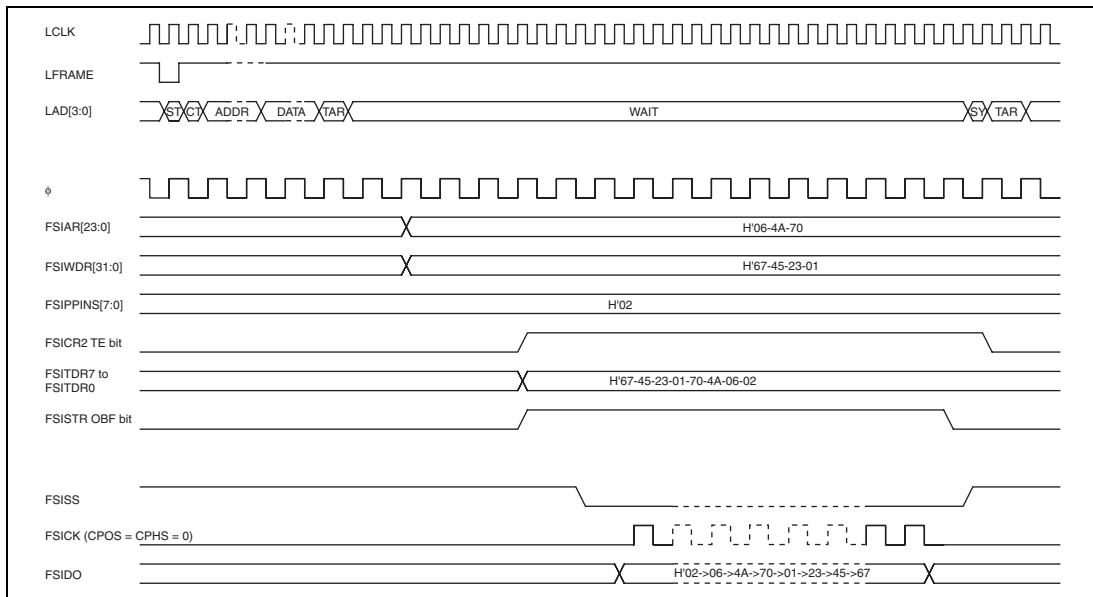 LCLK
LFRAME
LAD[3:0] ST CT ADDR DATA TAR WAIT SY TAR
ϕ
FSIAR[23:0] H'06-4A-70
FSIWDR[31:0] H'67-45-23-01
FSIPPINS[7:0] H'02
FSICR2 TE bit
FSITDR7 to
FSITDR0 H'67-45-23-01-70-4A-06-02
FSISTR OBF bit
FSISS
FSICK (CPOS = CPHS = 0)
FSIDO H'02->06->4A->70->01->23->45->67